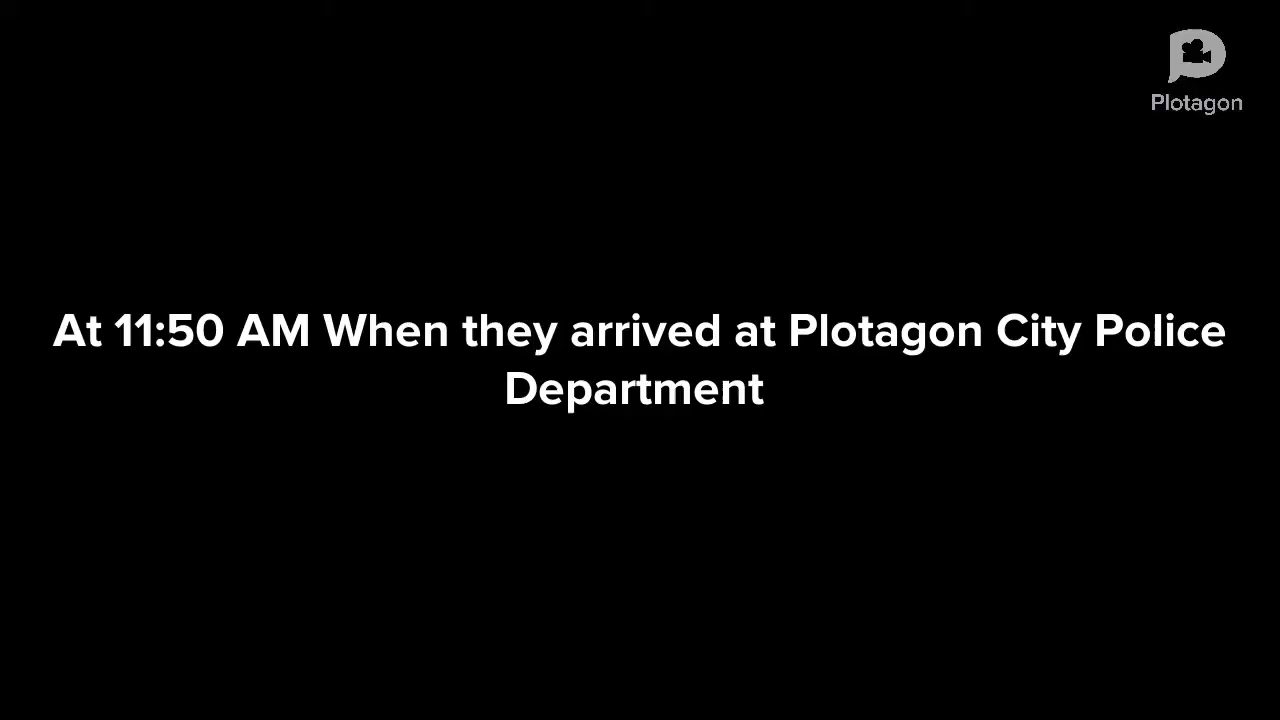 Plotagon
At 11:50 AM When they arrived at Plotagon City Police
Department